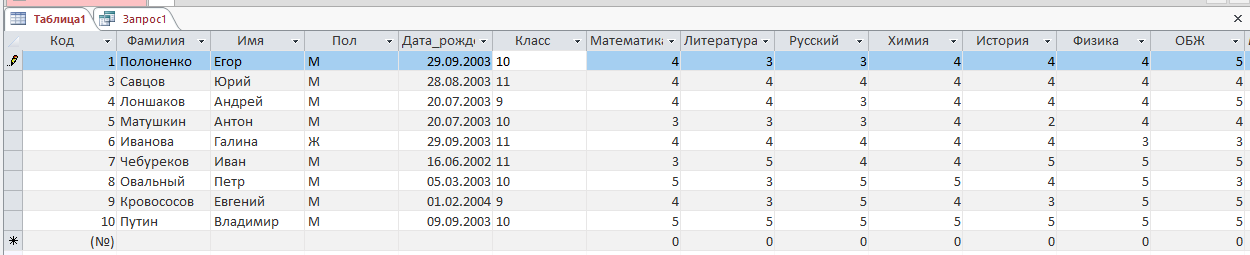 Таблица1 Запрос1
Код Фамилия Имя Пол Дата_рожде Класс Математика Литература Русский Химия История Физика ОБЖ
1 Полоненко Егор М 29.09.2003 10 4 3 3 4 4 4 5
3 Савцов Юрий М 28.08.2003 11 4 4 4 4 4 4 4
4 Лоншаков Андрей М 20.07.2003 9 4 4 3 4 4 4 5
5 Матушкин Антон М 20.07.2003 10 3 3 3 4 2 4 4
6 Иванова Галина Ж 29.09.2003 11 4 4 4 4 4 3 3
7 Чебуреков Иван М 16.06.2002 11 3 5 4 4 5 5 5
8 Овальный Петр М 05.03.2003 10 5 3 5 5 4 5 3
9 Кровососов Евгений М 01.02.2004 9 4 3 5 4 3 5 5
10 Путин Владимир М 09.09.2003 10 5 5 5 5 5 5 5
(№) 0 0 0 0 0 0 0